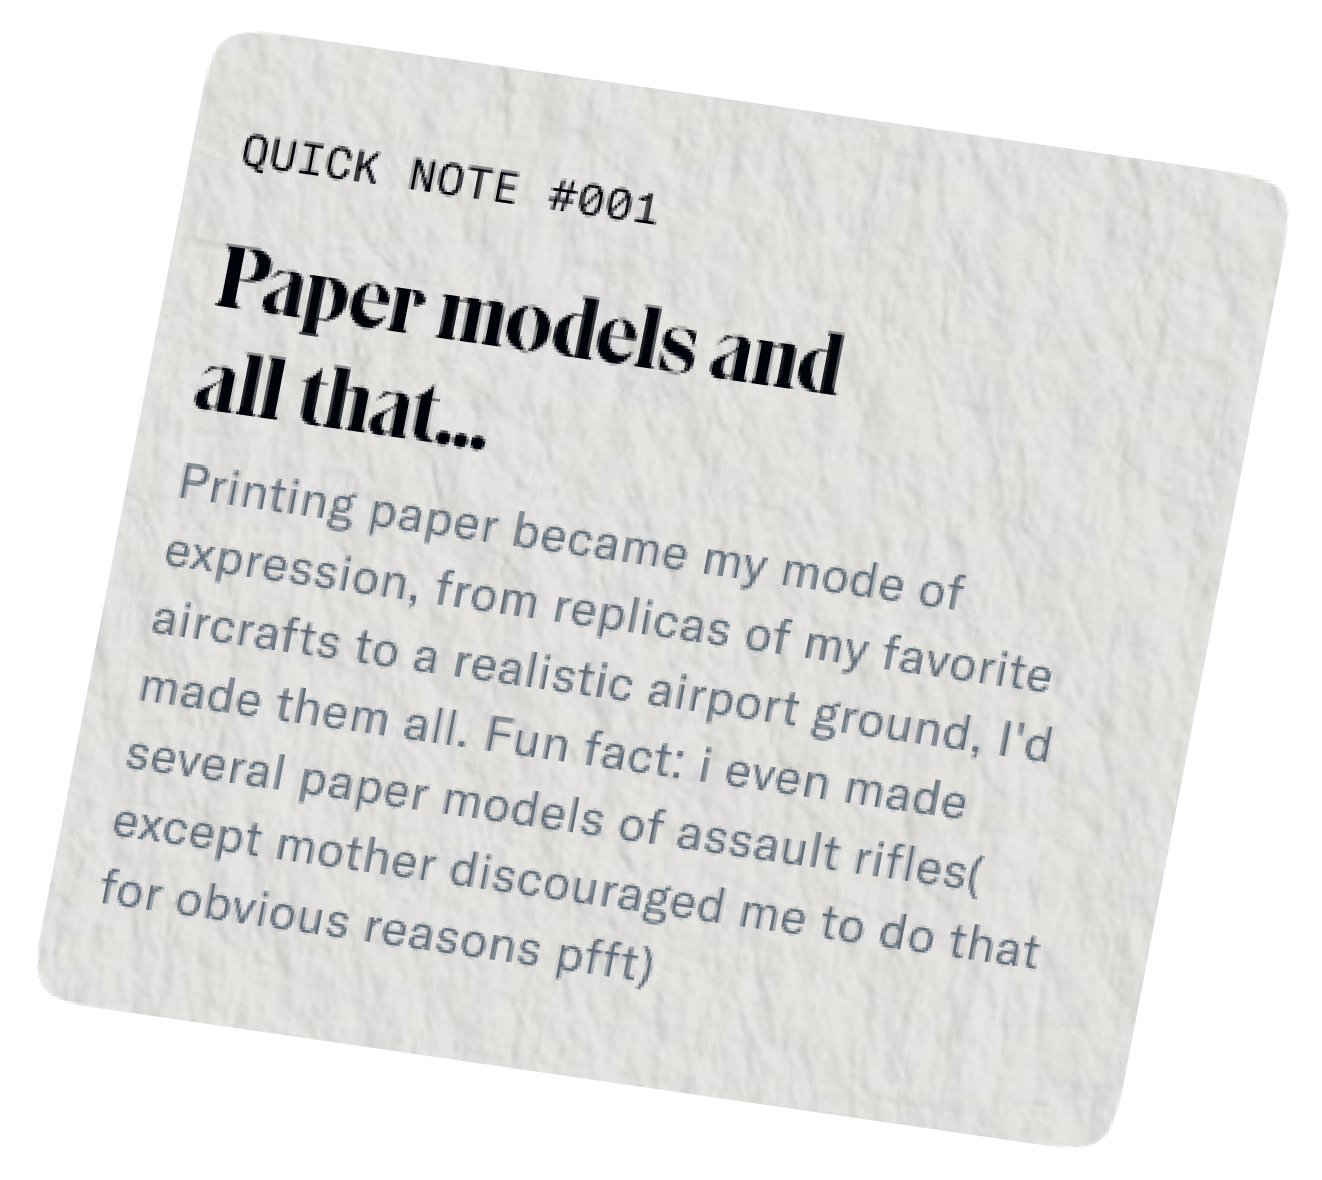 QUICK NOTE #001
Paper models and
all that...
Printing paper became my mode of
expression, from replicas of my favorite
aircrafts to a realistic airport ground, I'd
made them all. Fun fact: i even made
several paper models of assault rifles(
except mother discouraged me to do that
for obvious reasons pfft)